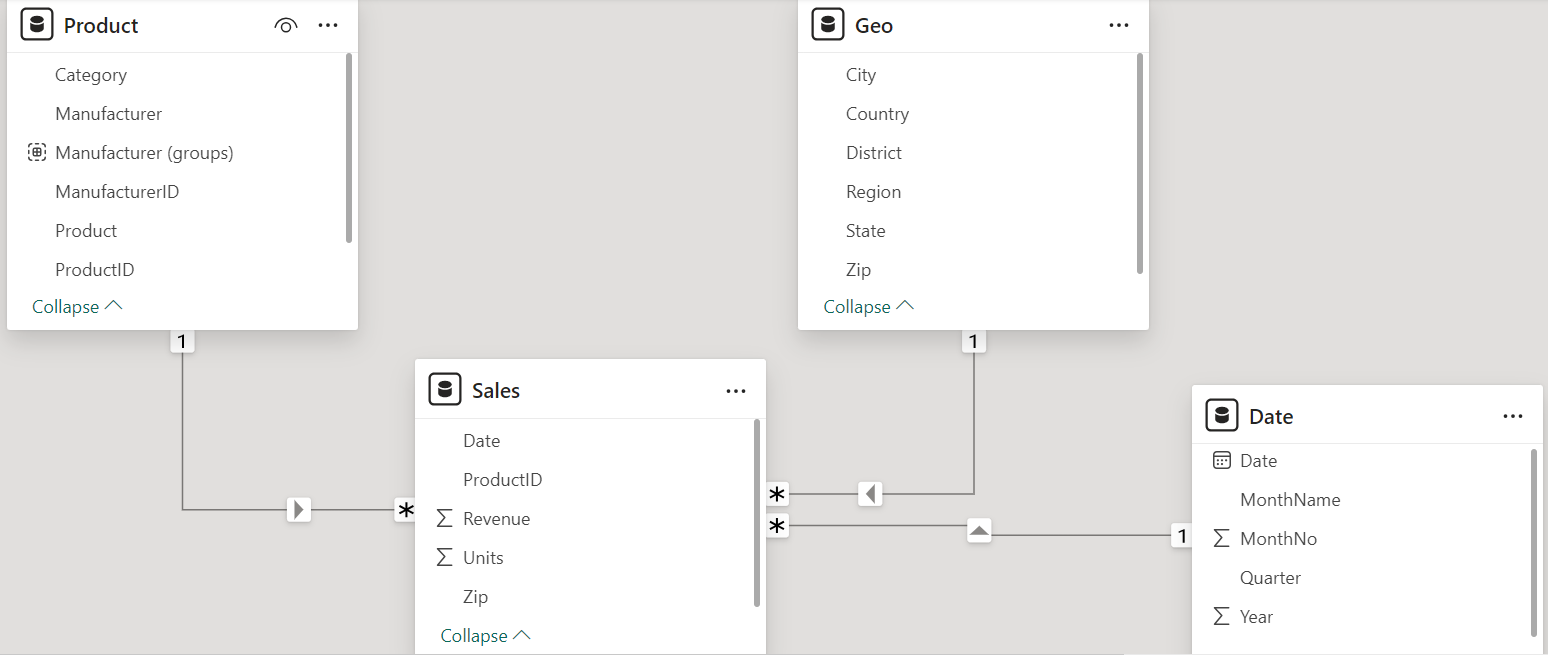 Product
Category
Manufacturer
Manufacturer (groups)
ManufacturerID
Product
ProductID
Collapse
1
Geo
City
Country
District
Region
State
Zip
Collapse
1
Sales
Date
ProductID
Revenue
Units
Zip
Collapse
*
*
*
Date
Date
MonthName
MonthNo
Quarter
Year
1